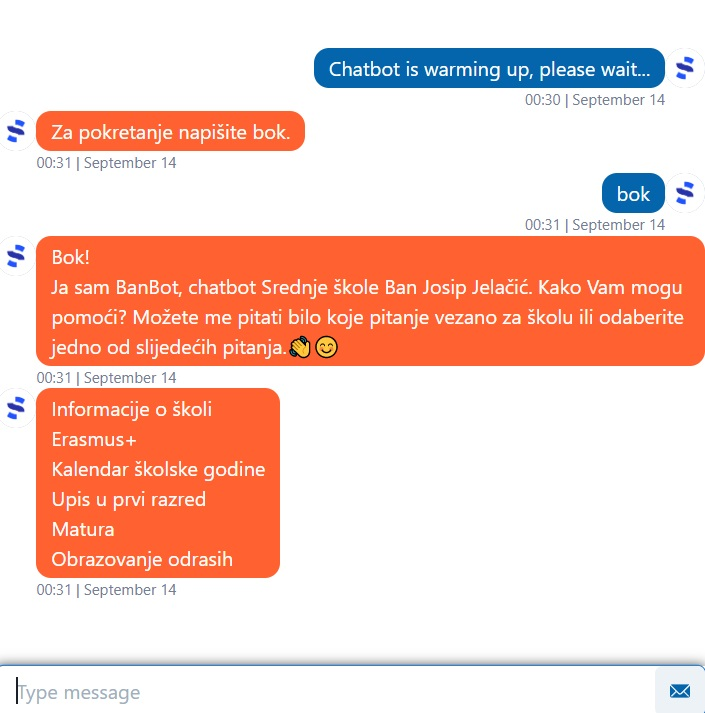 Chatbot is warming up, please wait...
00:30 | September 14
Za pokretanje napišite bok.
00:31 | September 14
bok
00:31 | September 14
Bok!
Ja sam BanBot, chatbot Srednje škole Ban Josip Jelačić. Kako Vam mogu
pomoći? Možete me pitati bilo koje pitanje vezano za školu ili odaberite
jedno od slijedećih pitanja.👏😊
00:31 | September 14
Informacije o školi
Erasmus+
Kalendar školske godine
Upis u prvi razred
Matura
Obrazovanje odrasih
00:31 | September 14
Type message